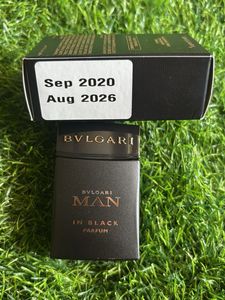 Sep 2020
Aug 2026
BVLGARI
BVLGARI
MAN
IN BLACK
PARFUM